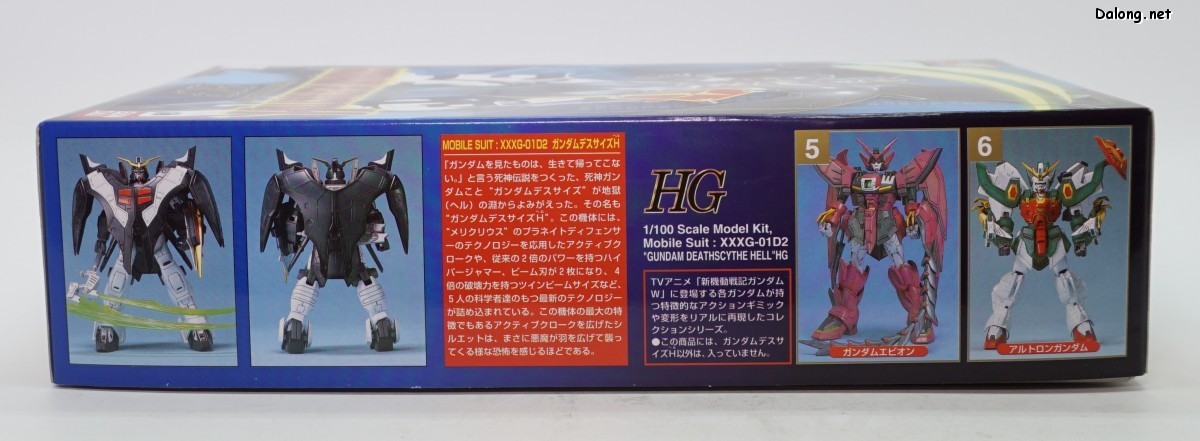 Dalong.net
MOBILE SUIT : XXXG-01D2 ガンダムデスサイズH
「ガンダムを見たものは、生きて帰ってこな
い。」と言う死神伝説をつくった、死神ガン
ダムこと“ガンダムデスサイズ”が地獄
(ヘル)の淵からよみがえった。その名も
“ガンダムデスサイズH”。この機体には、
“メリクリウス”のプラネイトディフェンサ
ーのテクノロジーを応用したアクティブク
ロークや、従来の2倍のパワーを持つハイ
パージャマー、ビーム刃が2枚になり、4
倍の破壊力を持つツインビームサイズなど、
5人の科学者達のもつ最新のテクノロジー
が詰め込まれている。この機体の最大の特
徴でもあるアクティブクロークを広げたシ
ルエットは、まさに悪魔が羽を広げて襲っ
てくる様な恐怖を感じるほどである。
HG
1/100 Scale Model Kit,
Mobile Suit : XXXG-01D2
"GUNDAM DEATHSCYTHE HELL"HG
TVアニメ「新機動戦記ガンダム
W」に登場する各ガンダムが持
つ特徴的なアクションギミック
や変形をリアルに再現したコレ
クションシリーズ。
●この商品には、ガンダムデスサ
イズH以外は、入っていません。
5
ガンダムエピオン
6
アルトロンガンダム